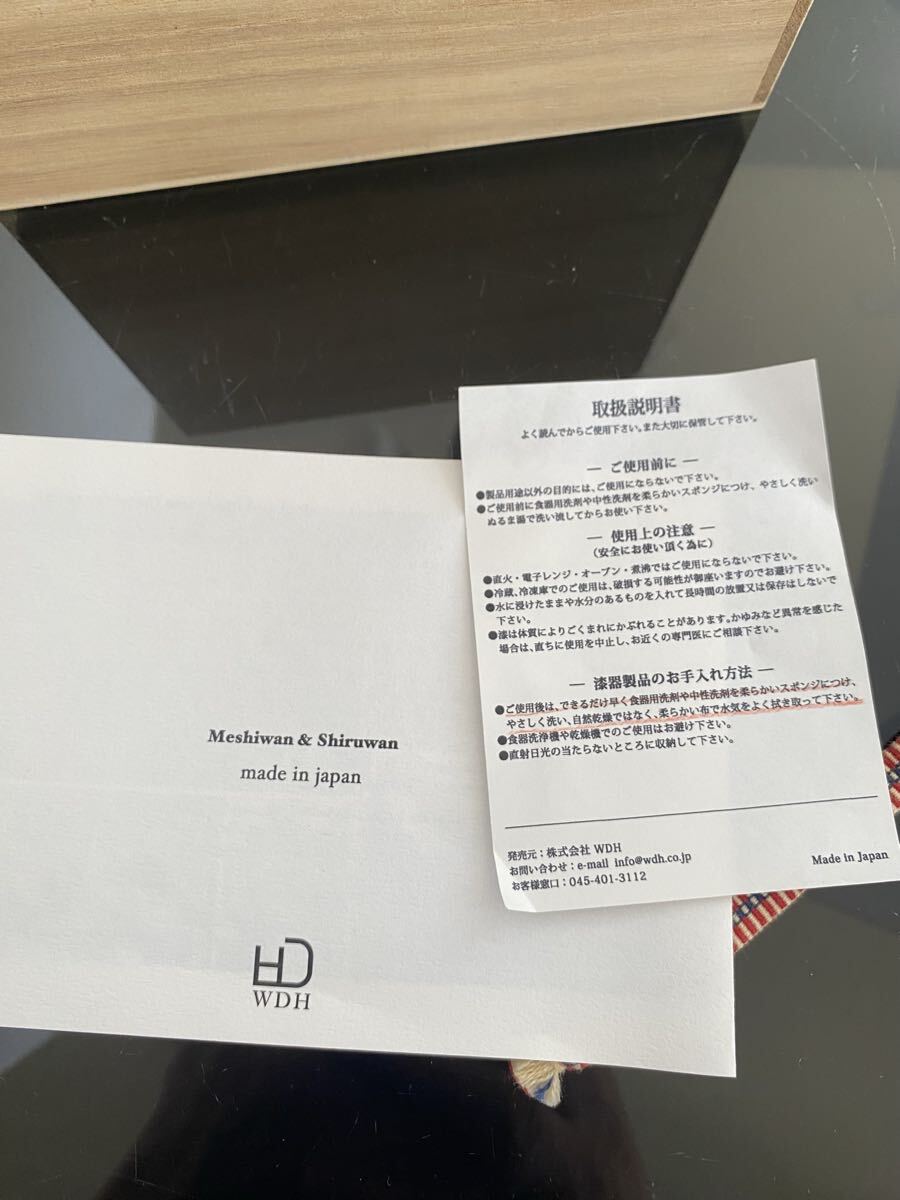 取扱説明書
よく読んでからご使用下さい。また大切に保管して下さい。
― ご使用前に ―
●製品用途以外の目的には、ご使用にならないで下さい。
●ご使用前に食器用洗剤や中性洗剤を柔らかいスポンジにつけ、やさしく洗い
ぬるま湯で洗い流してからお使い下さい。
― 使用上の注意 ―
(安全にお使い頂く為に)
●直火・電子レンジ・オーブン・煮沸ではご使用にならないで下さい。
●冷蔵、冷凍庫でのご使用は、破損する可能性が御座いますのでお避け下さい。
●水に浸けたままや水分のあるものを入れて長時間の放置又は保存はしないで
下さい。
●漆は体質によりごくまれにかぶれることがあります。かゆみなど異常を感じた
場合は、直ちに使用を中止し、お近くの専門医にご相談下さい。
― 漆器製品のお手入れ方法 ―
●ご使用後は、できるだけ早く食器用洗剤や中性洗剤を柔らかいスポンジにつけ、
やさしく洗い、自然乾燥ではなく、柔らかい布で水気をよく拭き取って下さい。
●食器洗浄機や乾燥機でのご使用はお避け下さい。
●直射日光の当たらないところに収納して下さい。
発売元:株式会社 WDH
お問い合わせ:e-mail info@wdh.co.jp
お客様窓口:045-401-3112
Made in Japan
Meshiwan & Shiruwan
made in japan
WDH